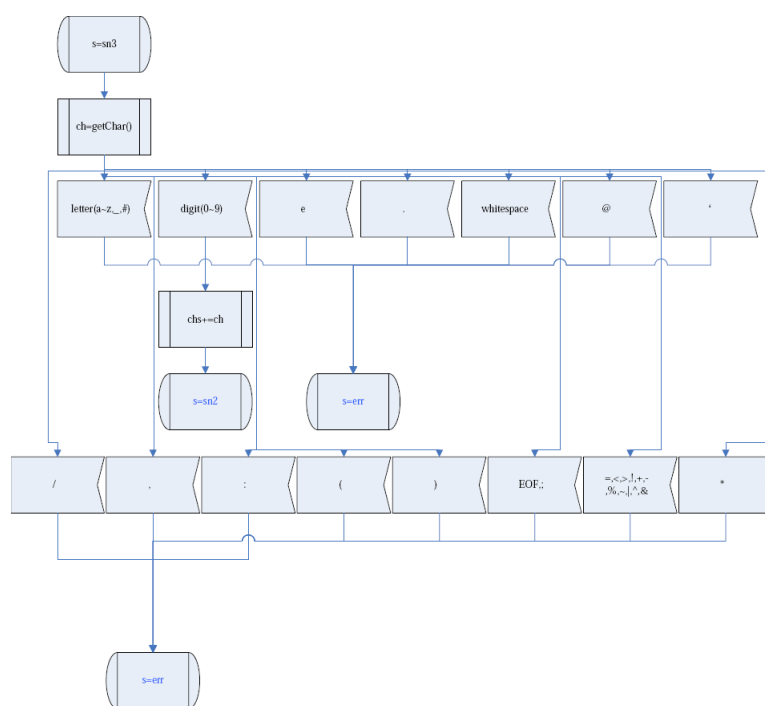 s=sn3
ch=getChar()
letter(a~z,_,#)
digit(0~9)
e
.
whitespace
@
‘
chs+=ch
s=sn2
s=err
/
,
:
(
)
EOF,;
=,<,>,!,+,-
,%,~,|,^,&
*
s=err